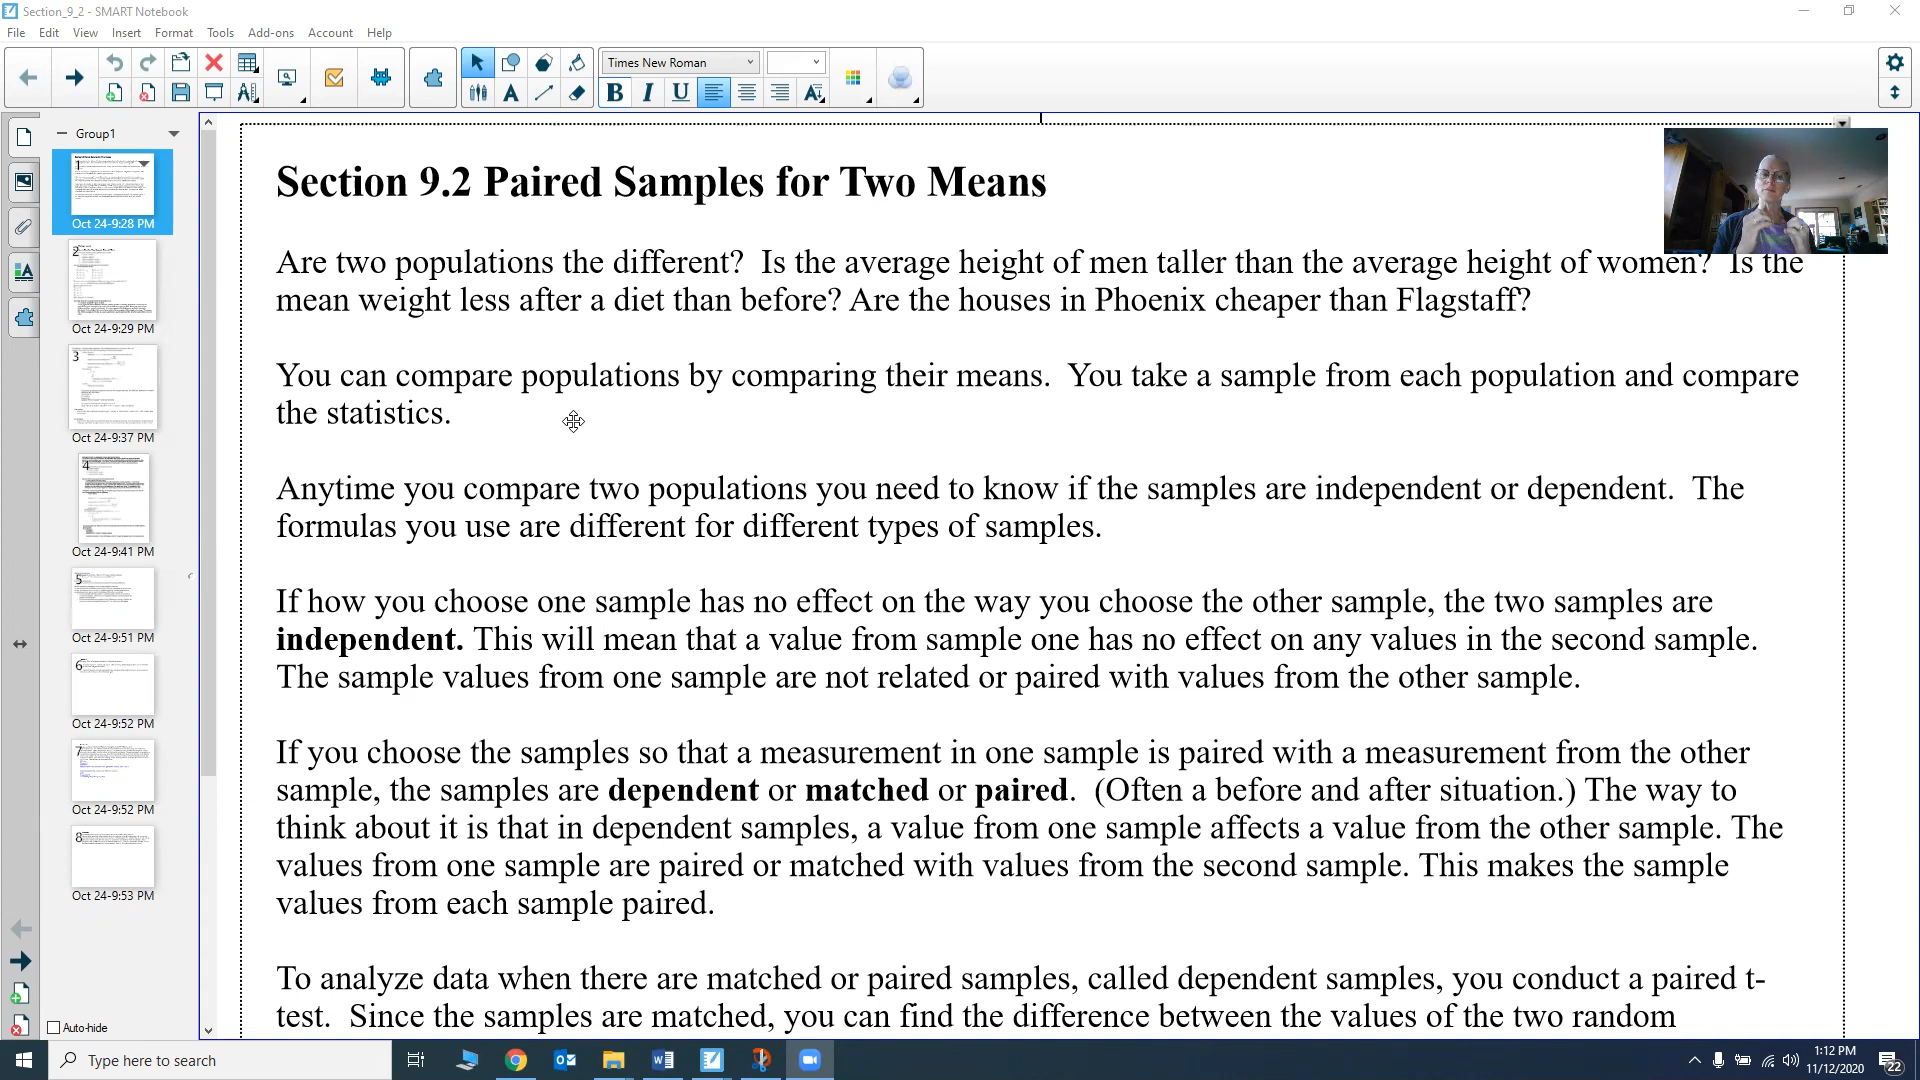 Section_9_2 - SMART Notebook
File Edit View Insert Format Tools Add-ons Account Help
Times New Roman
B I U A
Group1
1
Oct 24-9:28 PM
2
Oct 24-9:29 PM
3
Oct 24-9:37 PM
4
Oct 24-9:41 PM
5
Oct 24-9:51 PM
6
Oct 24-9:52 PM
7
Oct 24-9:52 PM
8
Oct 24-9:53 PM
Auto-hide
Section 9.2 Paired Samples for Two Means
Are two populations the different? Is the average height of men taller than the average height of women? Is the
mean weight less after a diet than before? Are the houses in Phoenix cheaper than Flagstaff?
You can compare populations by comparing their means. You take a sample from each population and compare
the statistics.
Anytime you compare two populations you need to know if the samples are independent or dependent. The
formulas you use are different for different types of samples.
If how you choose one sample has no effect on the way you choose the other sample, the two samples are
independent. This will mean that a value from sample one has no effect on any values in the second sample.
The sample values from one sample are not related or paired with values from the other sample.
If you choose the samples so that a measurement in one sample is paired with a measurement from the other
sample, the samples are dependent or matched or paired. (Often a before and after situation.) The way to
think about it is that in dependent samples, a value from one sample affects a value from the other sample. The
values from one sample are paired or matched with values from the second sample. This makes the sample
values from each sample paired.
To analyze data when there are matched or paired samples, called dependent samples, you conduct a paired t-
test. Since the samples are matched, you can find the difference between the values of the two random
Type here to search
1:12 PM
11/12/2020
22